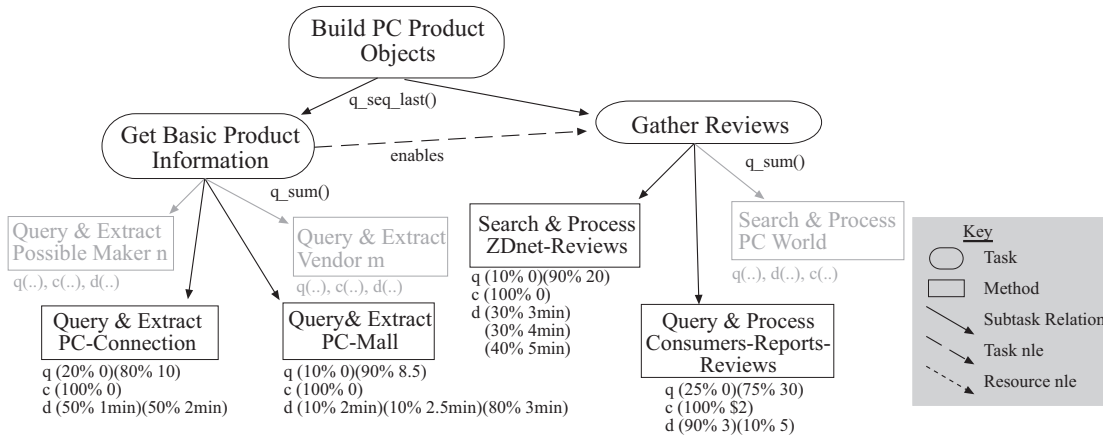 Build PC Product
Objects
q_seq_last()
Get Basic Product
Information
enables
Gather Reviews
q_sum()
q_sum()
Query & Extract
Possible Maker n
q(..), c(..), d(..)
Query & Extract
Vendor m
q(..), c(..), d(..)
Query & Extract
PC-Connection
q (20% 0)(80% 10)
c (100% 0)
d (50% 1min)(50% 2min)
Query& Extract
PC-Mall
q (10% 0)(90% 8.5)
c (100% 0)
d (10% 2min)(10% 2.5min)(80% 3min)
Search & Process
ZDnet-Reviews
q (10% 0)(90% 20)
c (100% 0)
d (30% 3min)
(30% 4min)
(40% 5min)
Search & Process
PC World
q(..), d(..), c(..)
Query & Process
Consumers-Reports-
Reviews
q (25% 0)(75% 30)
c (100% $2)
d (90% 3)(10% 5)
Key
Task
Method
Subtask Relation
Task nle
Resource nle